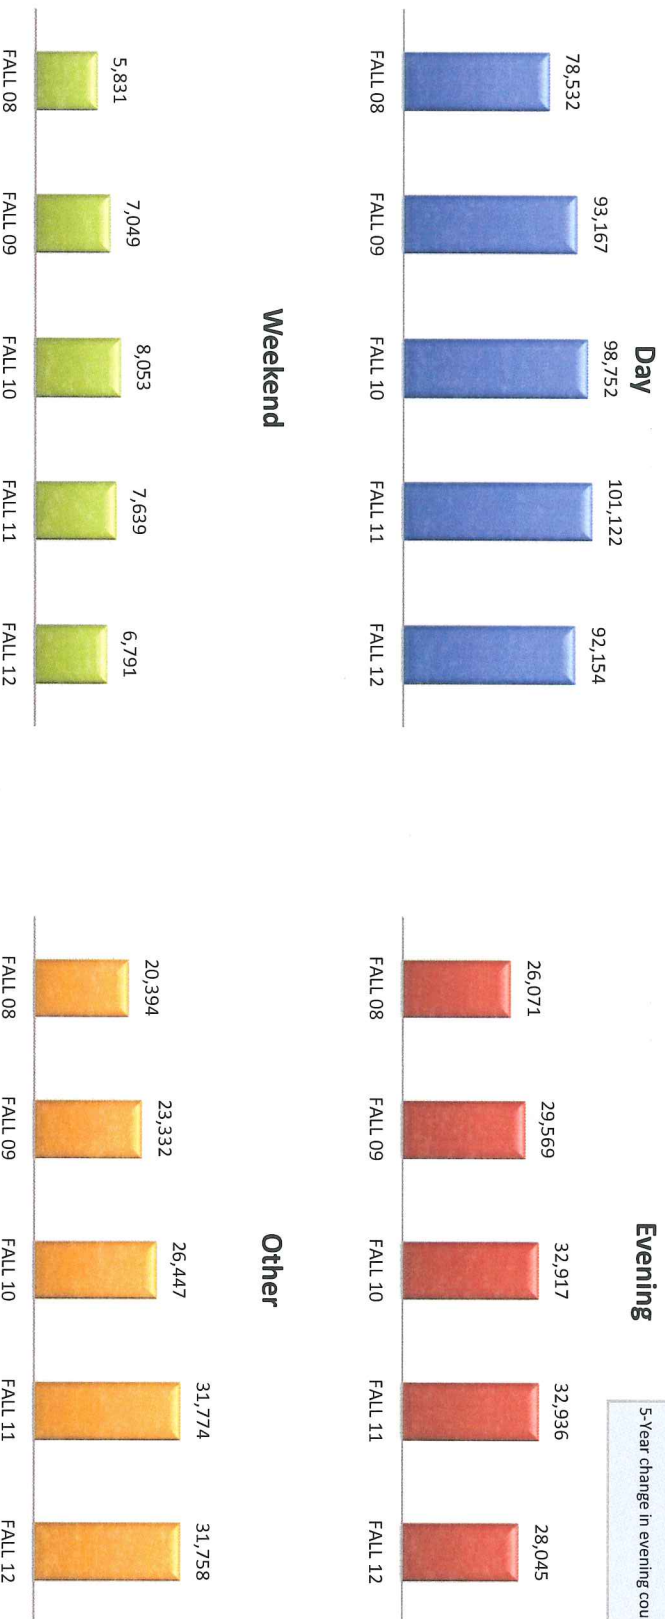 Day
78,532
93,167
98,752
101,122
92,154
FALL 08
FALL 09
FALL 10
FALL 11
FALL 12
Evening
5-Year change in evening cou
26,071
29,569
32,917
32,936
28,045
FALL 08
FALL 09
FALL 10
FALL 11
FALL 12
Weekend
5,831
7,049
8,053
7,639
6,791
FALL 08
FALL 09
FALL 10
FALL 11
FALL 12
Other
20,394
23,332
26,447
31,774
31,758
FALL 08
FALL 09
FALL 10
FALL 11
FALL 12